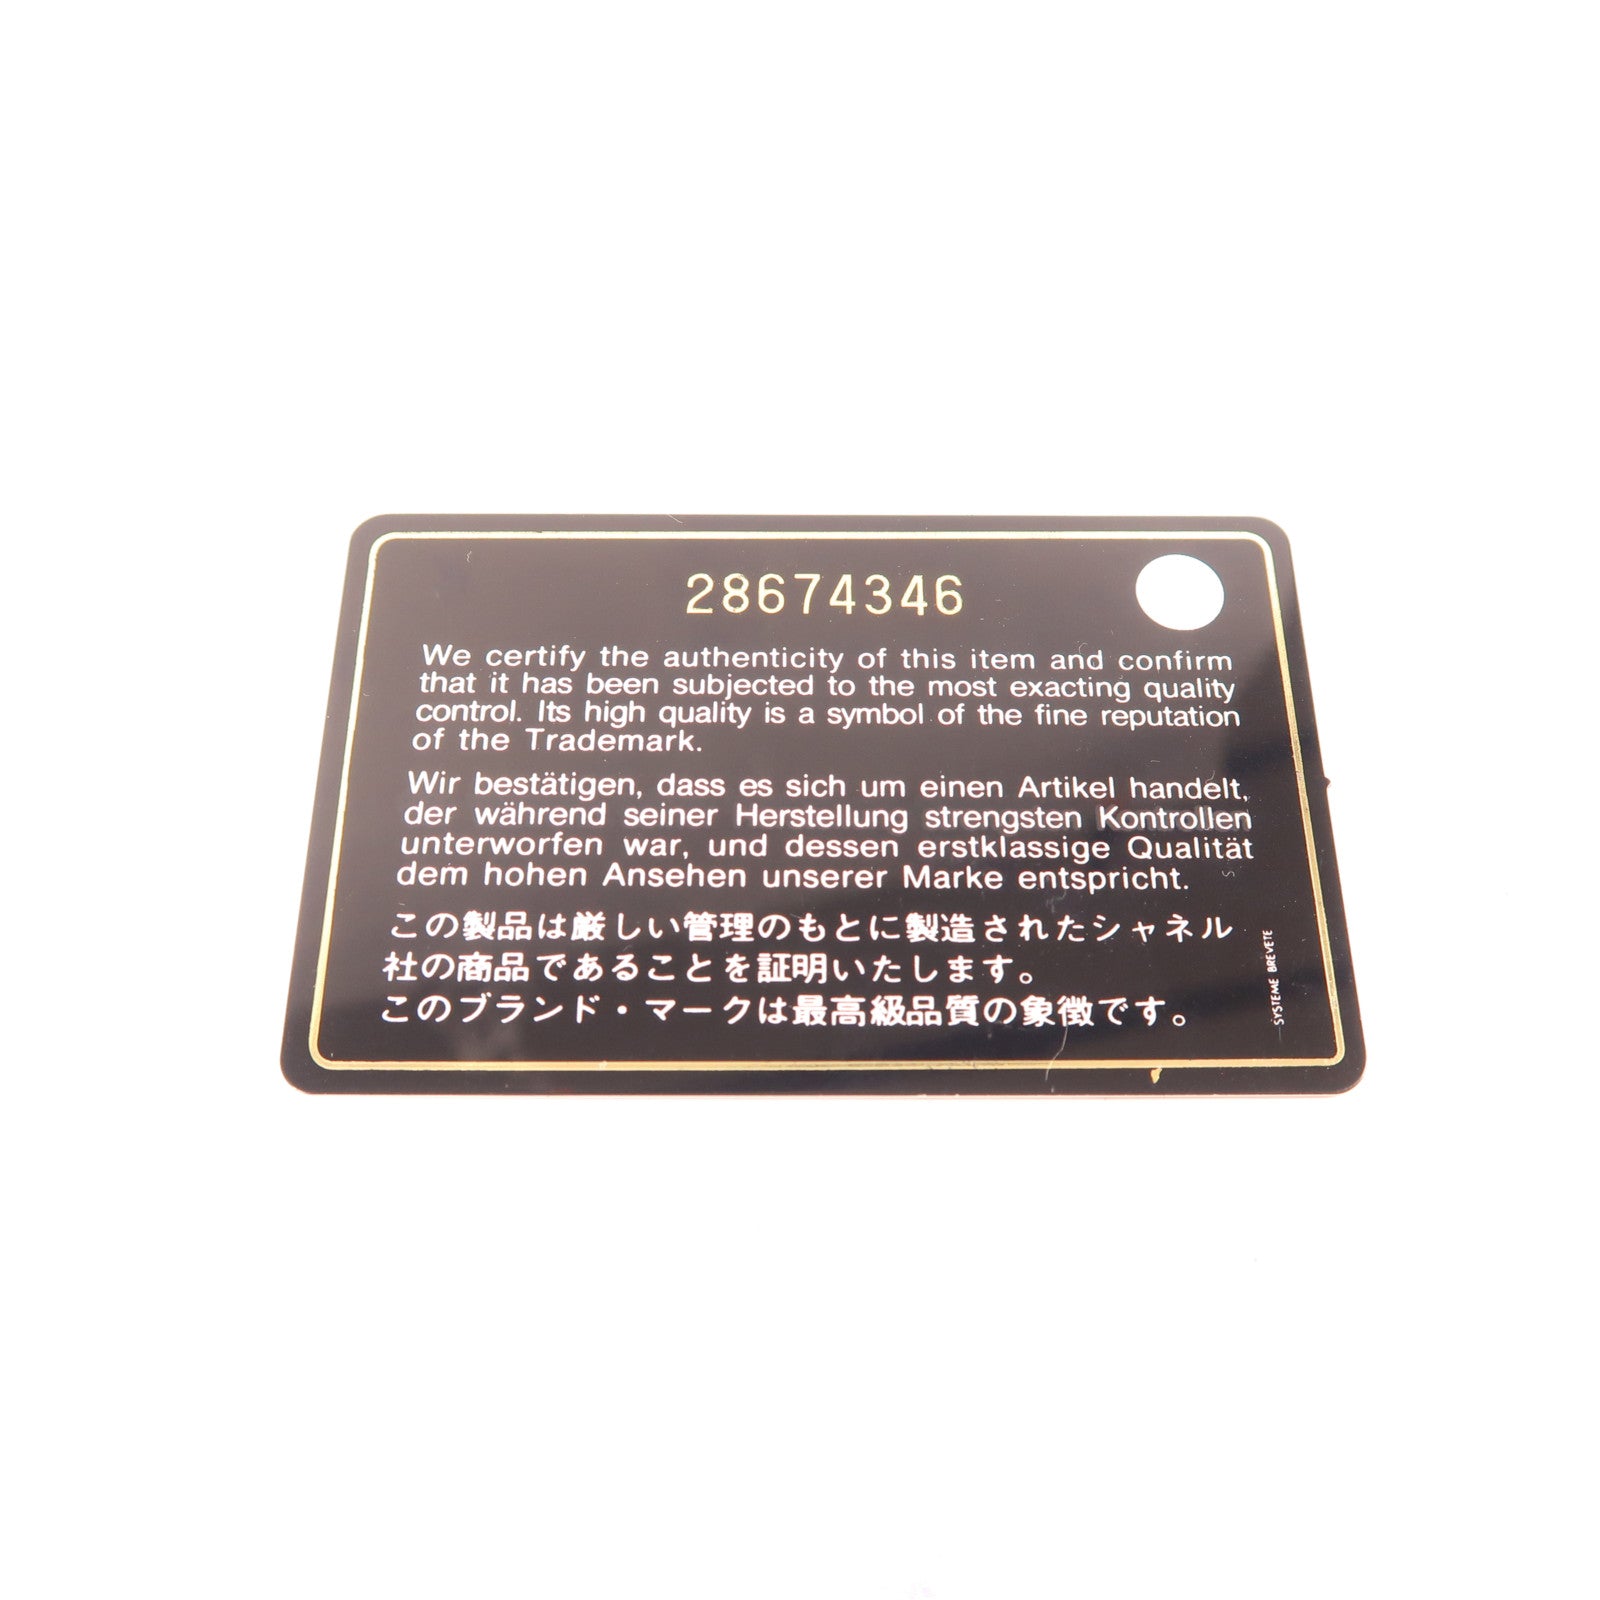 28674346
We certify the authenticity of this item and confirm
that it has been subjected to the most exacting quality
control. Its high quality is a symbol of the fine reputation
of the Trademark.
Wir bestätigen, dass es sich um einen Artikel handelt,
der während seiner Herstellung strengsten Kontrollen
unterworfen war, und dessen erstklassige Qualität
dem hohen Ansehen unserer Marke entspricht.
この製品は厳しい管理のもとに製造されたシャネル
社の商品であることを証明いたします。
このブランド・マークは最高級品質の象徴です。
SYSTEME BREVETE